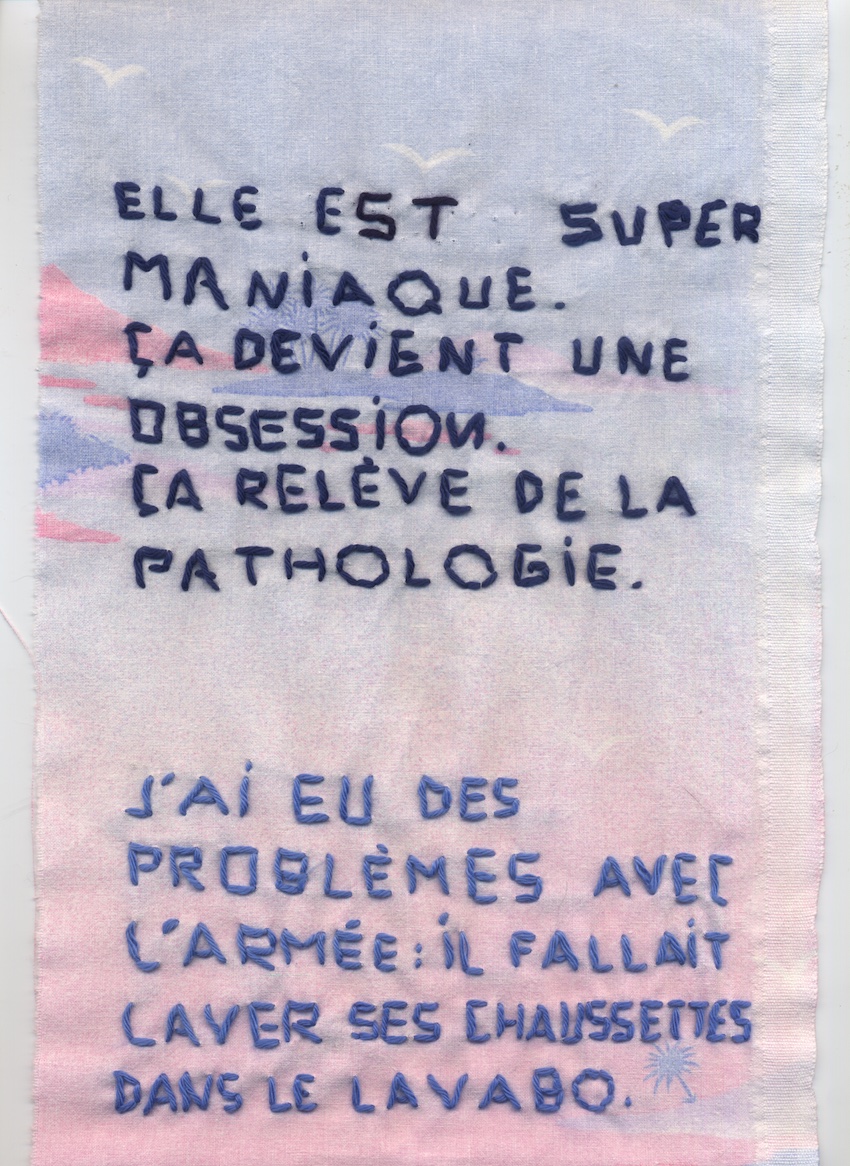 ELLE EST SUPER
MANiAQUE.
ÇA DEViENT UNE
OBSESSiON.
ÇA RELÈVE DE LA
PATHOLOGiE.
J'Ai EU DES
PROBLÈMES AVEC
L'ARMÉE : iL FALLAiT
LAVER SES CHAUSSETTES
DANS LE LAVABO.